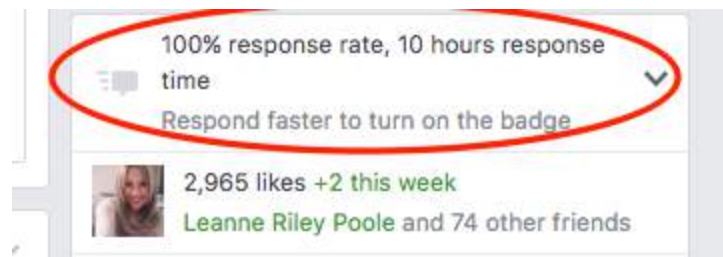 100% response rate, 10 hours response
time
Respond faster to turn on the badge
2,965 likes +2 this week
Leanne Riley Poole and 74 other friends